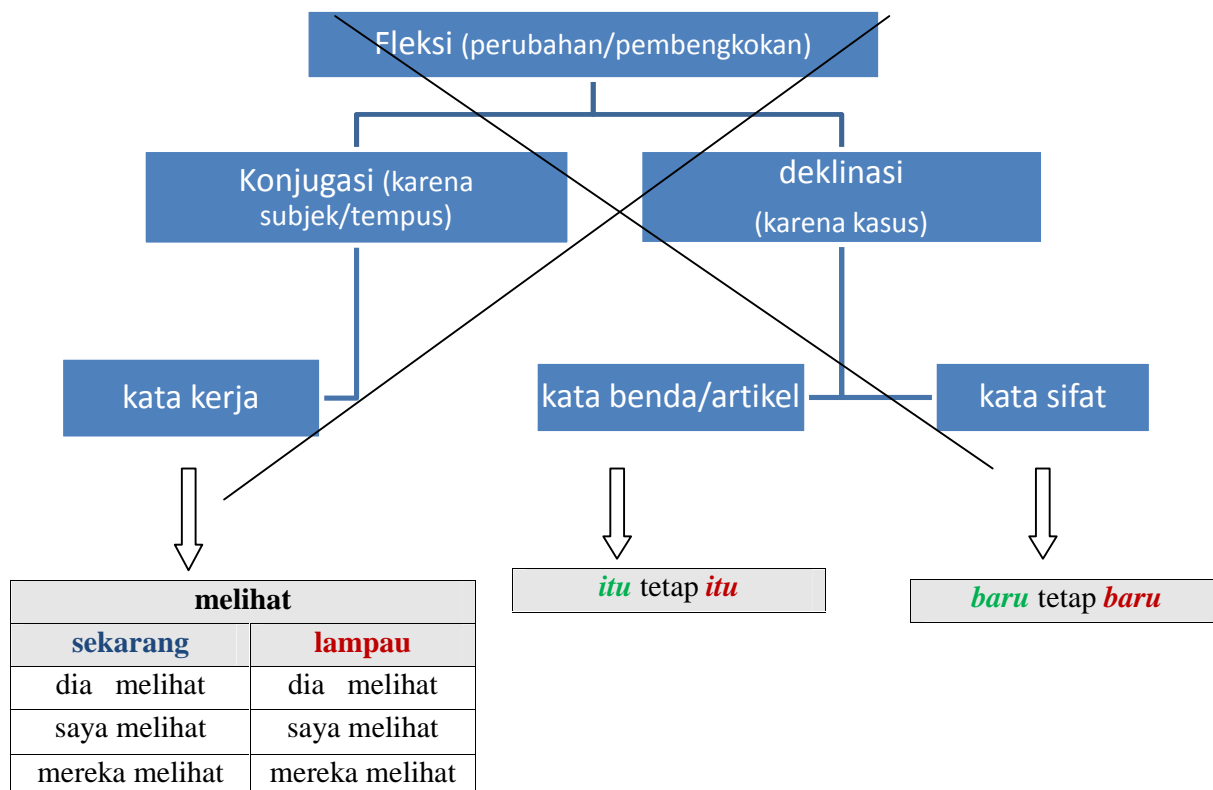 Fleksi (perubahan/pembengkokan)
Konjugasi (karena
subjek/tempus)
deklinasi
(karena kasus)
kata kerja
kata benda/artikel
kata sifat
melihat
sekarang lampau
dia melihat dia melihat
saya melihat saya melihat
mereka melihat mereka melihat
itu tetap itu
baru tetap baru